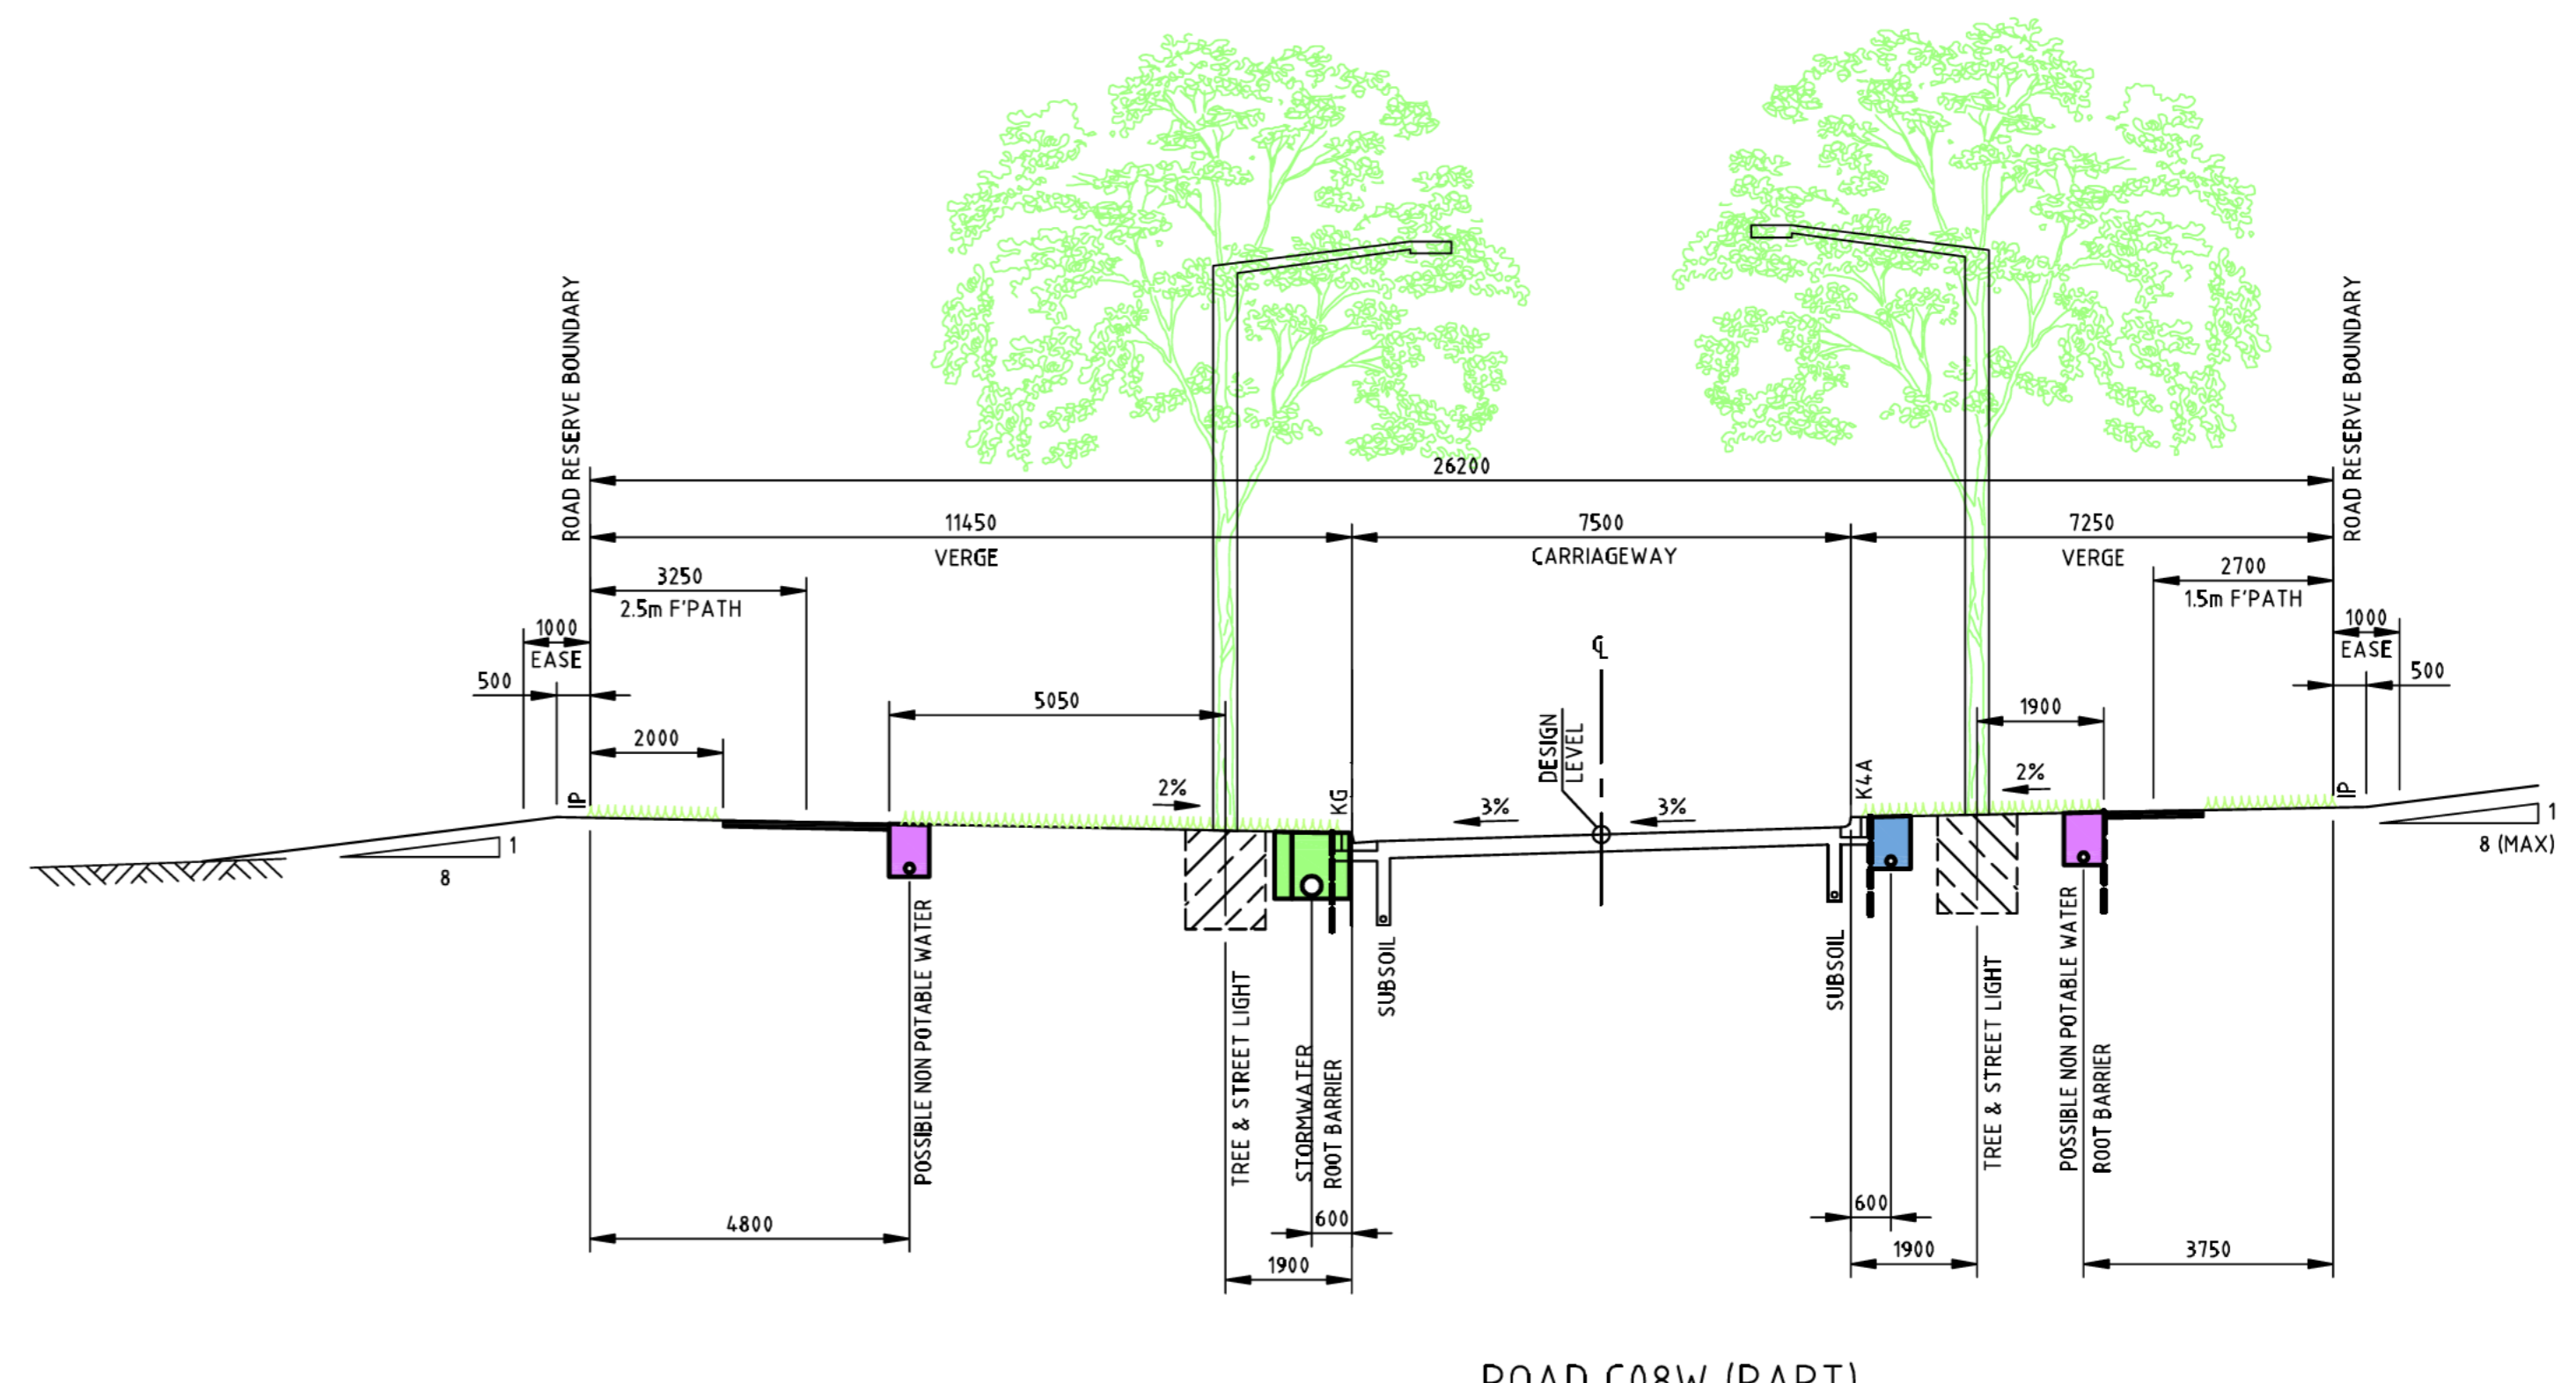 ROAD RESERVE BOUNDARY
ROAD RESERVE BOUNDARY
26200
11450
VERGE
7500
CARRIAGEWAY
7250
VERGE
3250
2.5m F'PATH
2700
1.5m F'PATH
1000
EASE
1000
EASE
500
500
5050
1900
2000
℄
DESIGN
LEVEL
IP
2%
KG
3%
3%
K4A
2%
IP
1
8
1
8 (MAX)
POSSIBLE NON POTABLE WATER
TREE & STREET LIGHT
STORMWATER
ROOT BARRIER
SUBSOIL
SUBSOIL
TREE & STREET LIGHT
POSSIBLE NON POTABLE WATER
ROOT BARRIER
4800
600
1900
600
1900
3750
ROAD C08W (PART)